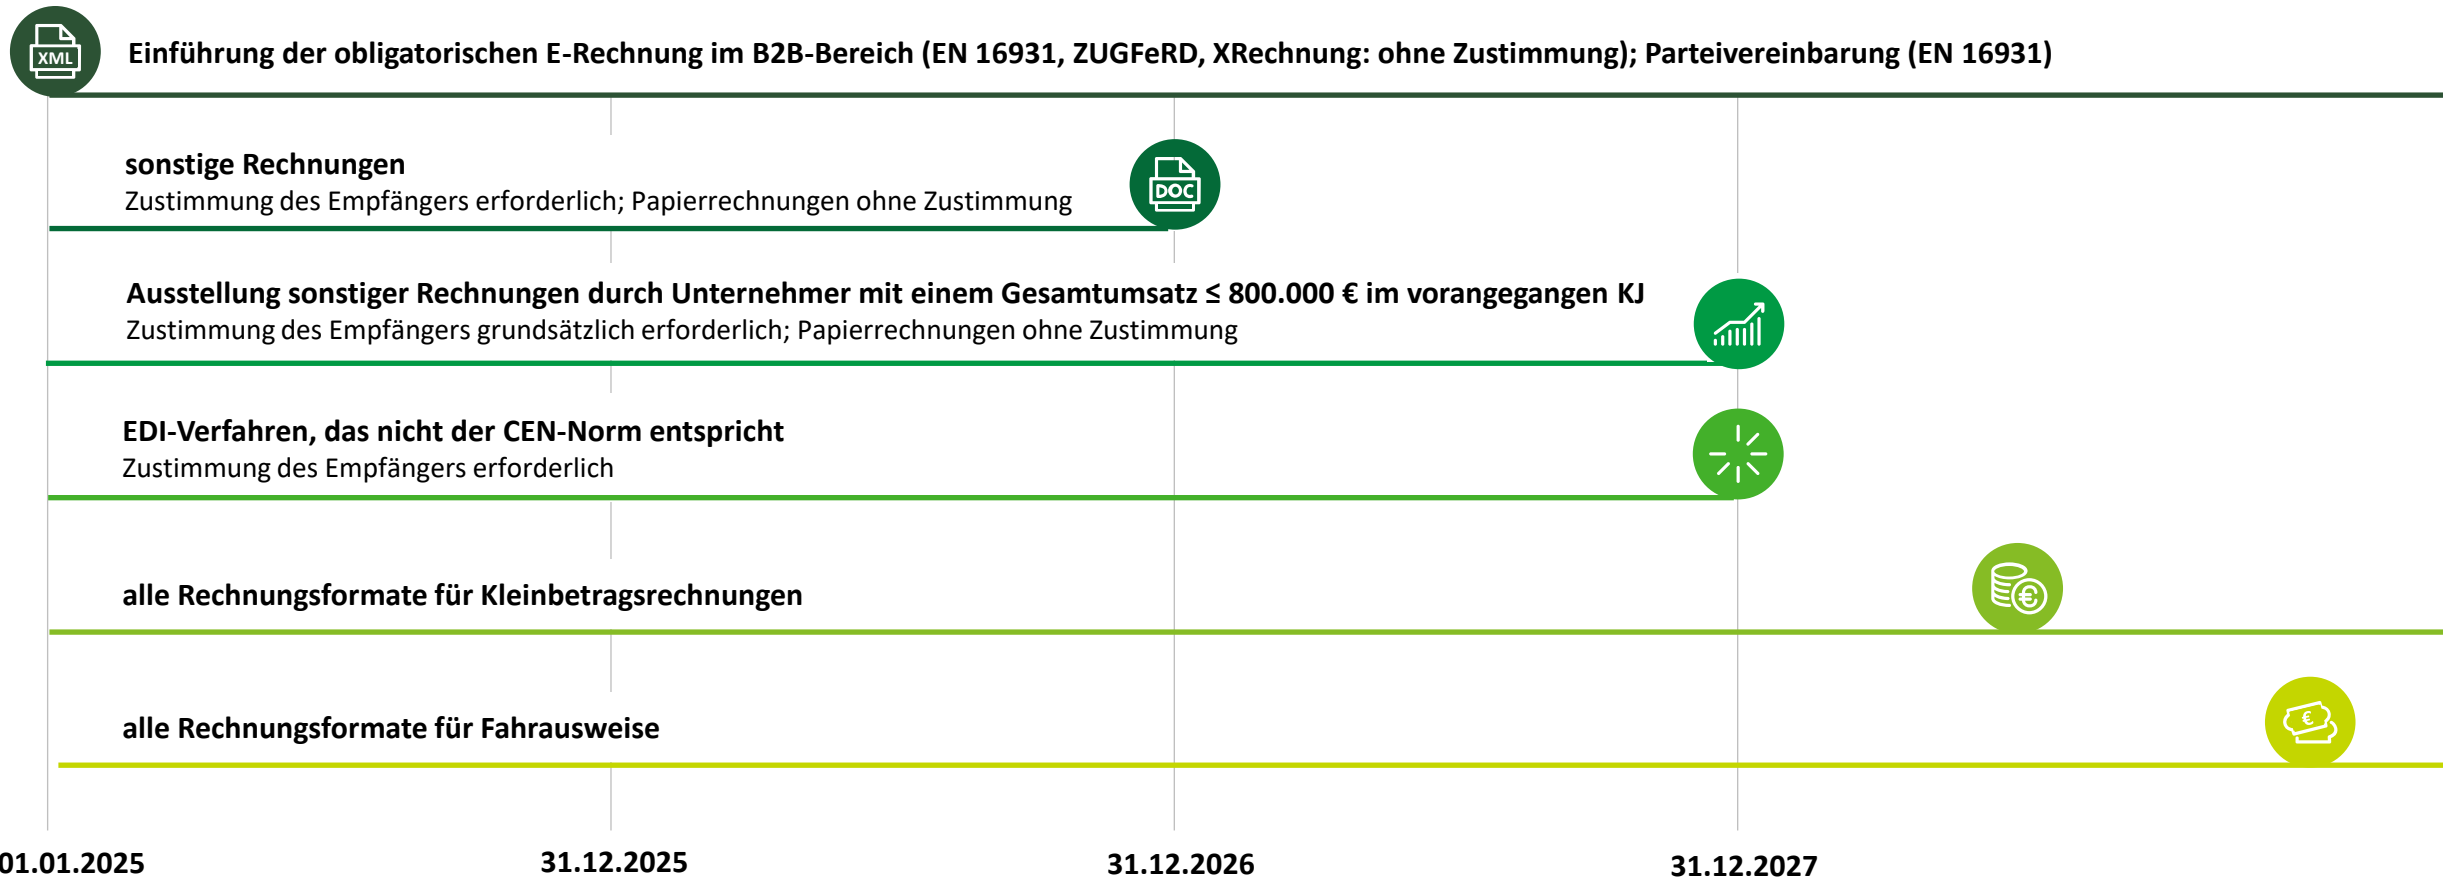 XML
Einführung der obligatorischen E-Rechnung im B2B-Bereich (EN 16931, ZUGFeRD, XRechnung: ohne Zustimmung); Parteivereinbarung (EN 16931)
sonstige Rechnungen
Zustimmung des Empfängers erforderlich; Papierrechnungen ohne Zustimmung
DOC
Ausstellung sonstiger Rechnungen durch Unternehmer mit einem Gesamtumsatz ≤ 800.000 € im vorangegangen KJ
Zustimmung des Empfängers grundsätzlich erforderlich; Papierrechnungen ohne Zustimmung
EDI-Verfahren, das nicht der CEN-Norm entspricht
Zustimmung des Empfängers erforderlich
alle Rechnungsformate für Kleinbetragsrechnungen
€
alle Rechnungsformate für Fahrausweise
€
01.01.2025 31.12.2025 31.12.2026 31.12.2027